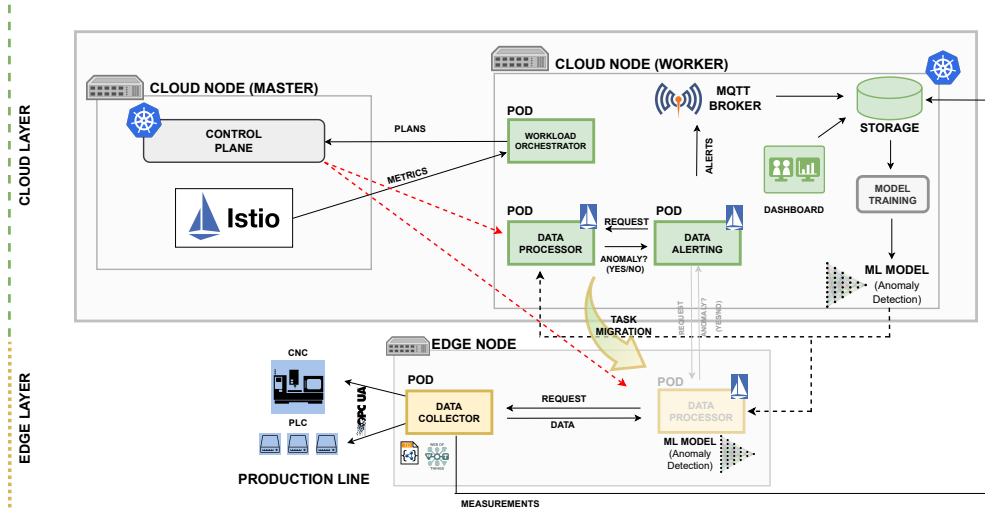 CLOUD LAYER
EDGE LAYER
CLOUD NODE (MASTER)
CONTROL
PLANE
Istio
PLANS
METRICS
CLOUD NODE (WORKER)
POD
WORKLOAD
ORCHESTRATOR
MQTT
BROKER
STORAGE
ALERTS
DASHBOARD
MODEL
TRAINING
POD
DATA
PROCESSOR
REQUEST
ANOMALY?
(YES/NO)
POD
DATA
ALERTING
ML MODEL
(Anomaly
Detection)
REQUEST
ANOMALY?
(YES/NO)
TASK
MIGRATION
EDGE NODE
CNC
PLC
OPC UA
PRODUCTION LINE
POD
DATA
COLLECTOR
WEB OF
THINGS
REQUEST
DATA
POD
DATA
PROCESSOR
ML MODEL
(Anomaly
Detection)
MEASUREMENTS